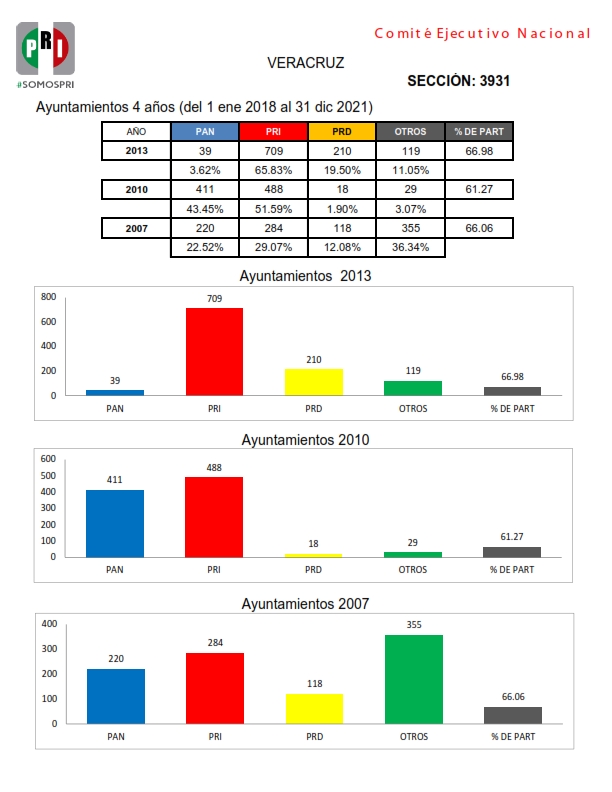 PRI
#SOMOSPRI
Comité Ejecutivo Nacional
VERACRUZ
SECCIÓN: 3931
Ayuntamientos 4 años (del 1 ene 2018 al 31 dic 2021)
AÑO PAN PRI PRD OTROS % DE PART
2013 39 709 210 119 66.98
3.62% 65.83% 19.50% 11.05%
2010 411 488 18 29 61.27
43.45% 51.59% 1.90% 3.07%
2007 220 284 118 355 66.06
22.52% 29.07% 12.08% 36.34%
Ayuntamientos 2013
800
600
400
200
0
39 709 210 119 66.98
PAN PRI PRD OTROS % DE PART
Ayuntamientos 2010
600
500
400
300
200
100
0
411 488 18 29 61.27
PAN PRI PRD OTROS % DE PART
Ayuntamientos 2007
400
300
200
100
0
220 284 118 355 66.06
PAN PRI PRD OTROS % DE PART